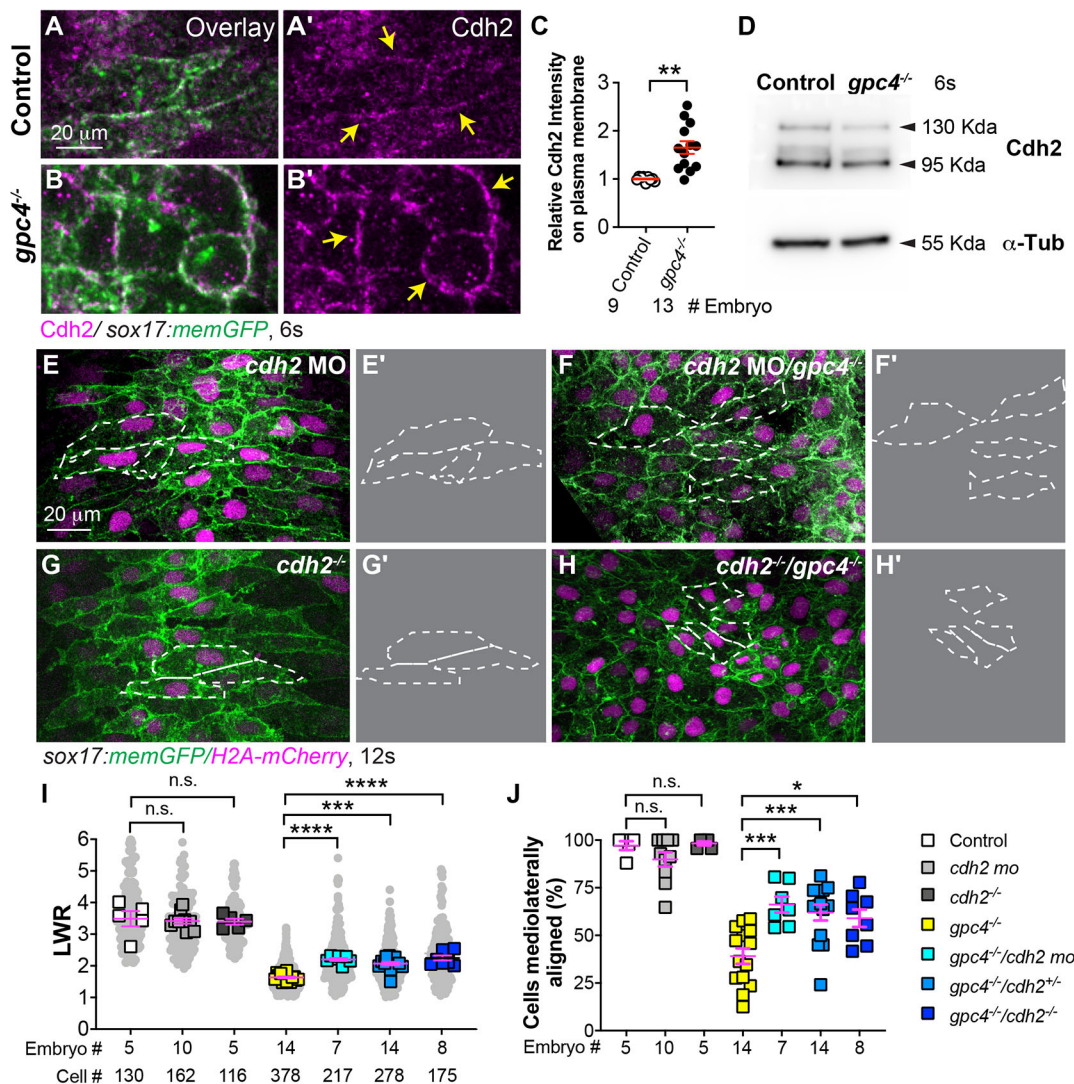 A Overlay
A' Cdh2
Control
20 μm
B
B'
gpc4-/-
Cdh2/ sox17:memGFP, 6s
C
**
Relative Cdh2 Intensity
on plasma membrane
3
2
1
0
Control
gpc4-/-
9 13 # Embryo
D
Control gpc4-/- 6s
130 Kda
Cdh2
95 Kda
55 Kda
α-Tub
E cdh2 MO
20 μm
E'
F cdh2 MO/gpc4-/-
F'
G cdh2-/-
G'
H cdh2-/-/gpc4-/-
H'
sox17:memGFP/H2A-mCherry, 12s
I
n.s.
n.s.
****
***
****
LWR
6
5
4
3
2
1
0
Embryo # 5 10 5 14 7 14 8
Cell # 130 162 116 378 217 278 175
J
n.s.
n.s.
*
***
***
Cells mediolaterally
aligned (%)
100
75
50
25
0
Embryo # 5 10 5 14 7 14 8
Control
cdh2 mo
cdh2-/-
gpc4-/-
gpc4-/-/cdh2 mo
gpc4-/-/cdh2+/-
gpc4-/-/cdh2-/-